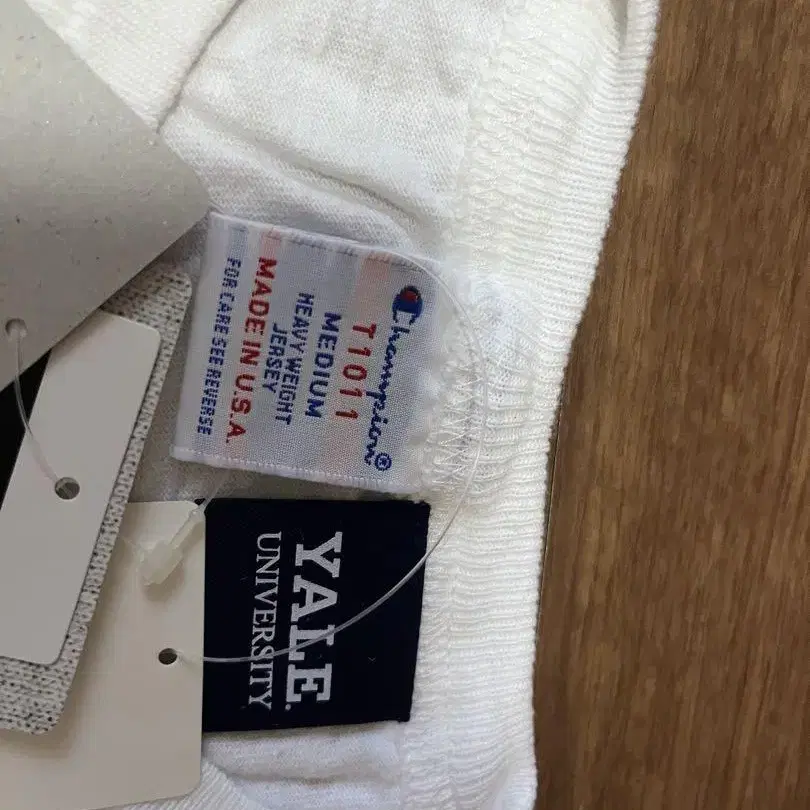 Champion®
T1011
MEDIUM
HEAVY WEIGHT
JERSEY
MADE IN U.S.A.
FOR CARE SEE REVERSE
YALE
UNIVERSITY